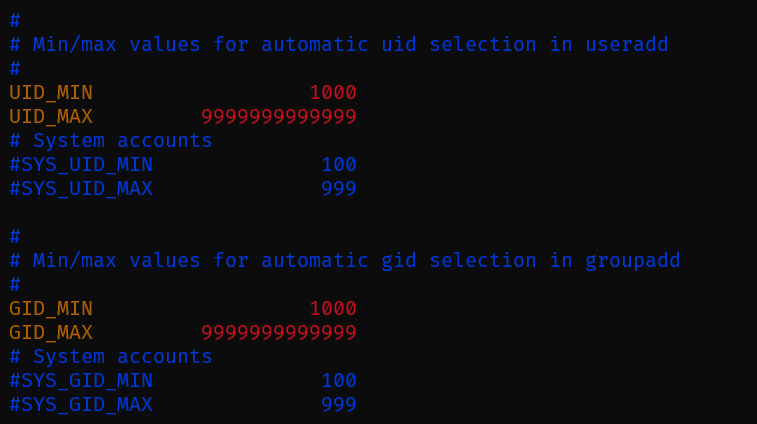 #
# Min/max values for automatic uid selection in useradd
#
UID_MIN                  1000
UID_MAX         9999999999999
# System accounts
#SYS_UID_MIN              100
#SYS_UID_MAX              999

#
# Min/max values for automatic gid selection in groupadd
#
GID_MIN                  1000
GID_MAX         9999999999999
# System accounts
#SYS_GID_MIN              100
#SYS_GID_MAX              999